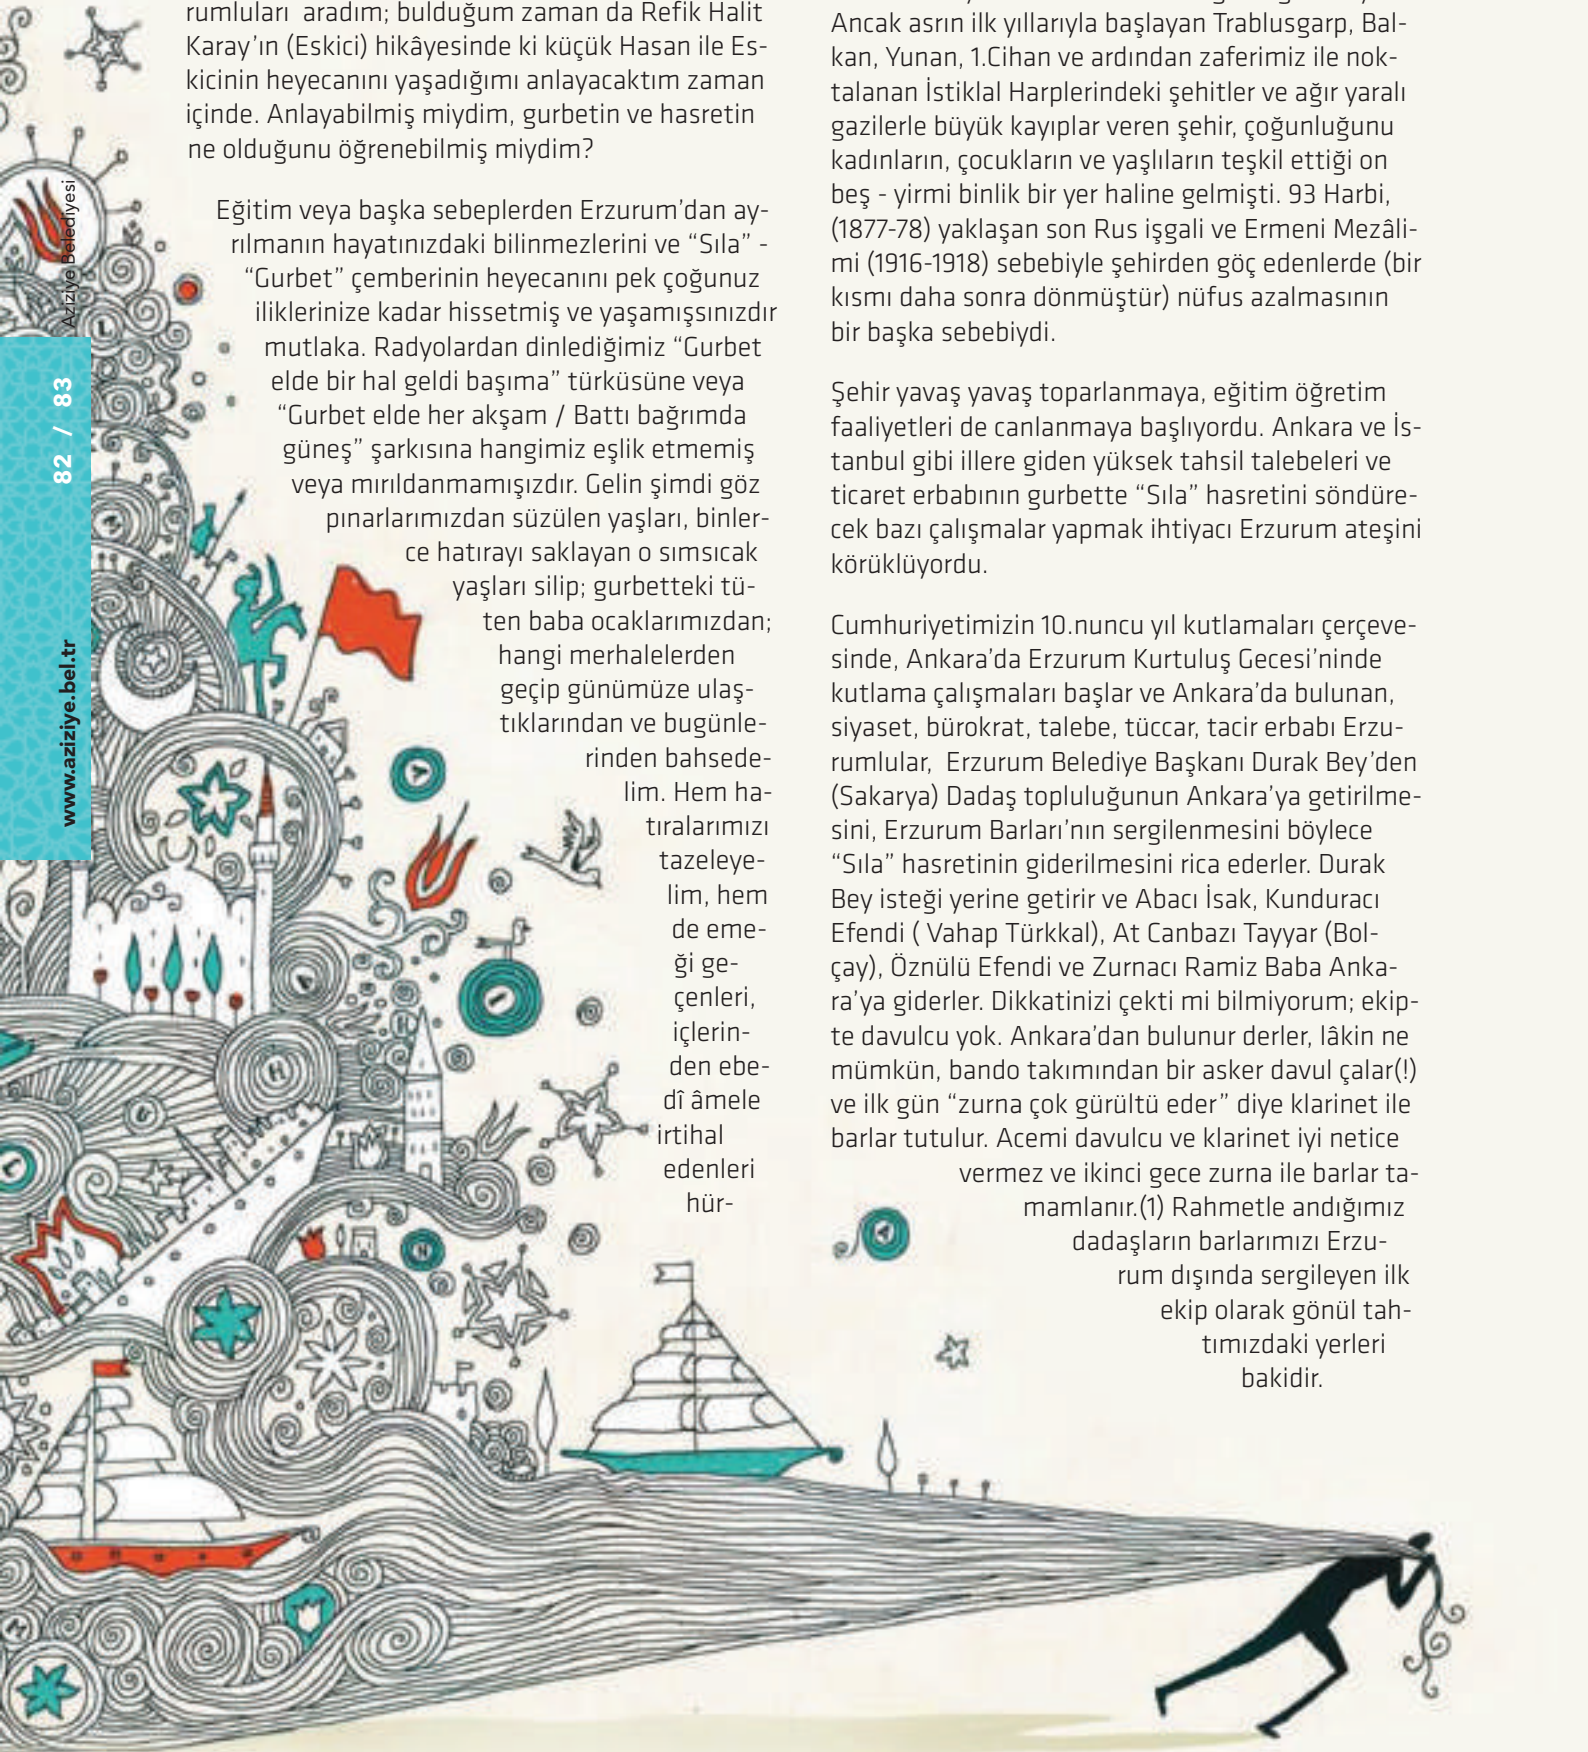 rumluları aradım; bulduğum zaman da Refik Halit
Karay’ın (Eskici) hikâyesinde ki küçük Hasan ile Es-
kicinin heyecanını yaşadığımı anlayacaktım zaman
içinde. Anlayabilmiş miydim, gurbetin ve hasretin
ne olduğunu öğrenebilmiş miydim?
Eğitim veya başka sebeplerden Erzurum’dan ay-
rılmanın hayatınızdaki bilinmezlerini ve “Sıla” -
“Gurbet” çemberinin heyecanını pek çoğunuz
iliklerinize kadar hissetmiş ve yaşamışsınızdır
mutlaka. Radyolardan dinlediğimiz “Gurbet
elde bir hal geldi başıma” türküsüne veya
“Gurbet elde her akşam / Battı bağrımda
güneş” şarkısına hangimiz eşlik etmemiş
veya mırıldanmamışızdır. Gelin şimdi göz
pınarlarımızdan süzülen yaşları, binler-
ce hatırayı saklayan o sımsıcak
yaşları silip; gurbetteki tü-
ten baba ocaklarımızdan;
hangi merhalelerden
geçip günümüze ulaş-
tıklarından ve bugünle-
rinden bahsede-
lim. Hem ha-
tıralarımızı
tazeleye-
lim, hem
de eme-
ği ge-
çenleri,
içlerin-
den ebe-
dî âmele
irtihal
edenleri
hür-
Ancak asrın ilk yıllarıyla başlayan Trablusgarp, Bal-
kan, Yunan, 1.Cihan ve ardından zaferimiz ile nok-
talanan İstiklal Harplerindeki şehitler ve ağır yaralı
gazilerle büyük kayıplar veren şehir, çoğunluğunu
kadınların, çocukların ve yaşlıların teşkil ettiği on
beş - yirmi binlik bir yer haline gelmişti. 93 Harbi,
(1877-78) yaklaşan son Rus işgali ve Ermeni Mezâli-
mi (1916-1918) sebebiyle şehirden göç edenlerde (bir
kısmı daha sonra dönmüştür) nüfus azalmasının
bir başka sebebiydi.
Şehir yavaş yavaş toparlanmaya, eğitim öğretim
faaliyetleri de canlanmaya başlıyordu. Ankara ve İs-
tanbul gibi illere giden yüksek tahsil talebeleri ve
ticaret erbabının gurbette “Sıla” hasretini söndüre-
cek bazı çalışmalar yapmak ihtiyacı Erzurum ateşini
körüklüyordu.
Cumhuriyetimizin 10.nuncu yıl kutlamaları çerçeve-
sinde, Ankara’da Erzurum Kurtuluş Gecesi’ninde
kutlama çalışmaları başlar ve Ankara’da bulunan,
siyaset, bürokrat, talebe, tüccar, tacir erbabı Erzu-
rumlular, Erzurum Belediye Başkanı Durak Bey’den
(Sakarya) Dadaş topluluğunun Ankara’ya getirilme-
sini, Erzurum Barları’nın sergilenmesini böylece
“Sıla” hasretinin giderilmesini rica ederler. Durak
Bey isteği yerine getirir ve Abacı İsak, Kunduracı
Efendi ( Vahap Türkkal), At Canbazı Tayyar (Bol-
çay), Öznülü Efendi ve Zurnacı Ramiz Baba Anka-
ra’ya giderler. Dikkatinizi çekti mi bilmiyorum; ekip-
te davulcu yok. Ankara’dan bulunur derler, lâkin ne
mümkün, bando takımından bir asker davul çalar(!)
ve ilk gün “zurna çok gürültü eder” diye klarinet ile
barlar tutulur. Acemi davulcu ve klarinet iyi netice
vermez ve ikinci gece zurna ile barlar ta-
mamlanır.(1) Rahmetle andığımız
dadaşların barlarımızı Erzu-
rum dışında sergileyen ilk
ekip olarak gönül tah-
tımızdaki yerleri
bakidir.
Aziziye Belediyesi
82 / 83
www.aziziye.bel.tr